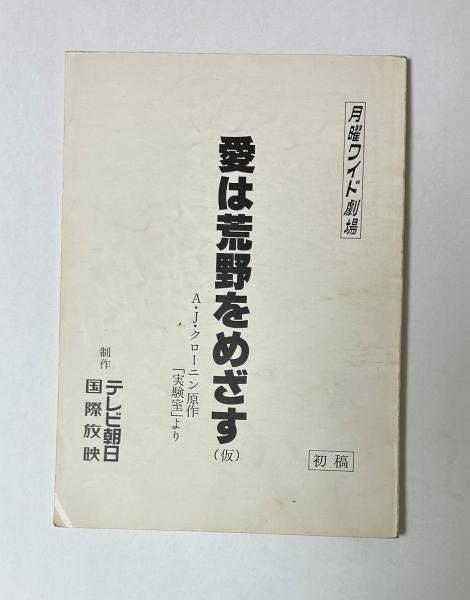 月曜ワイド劇場
愛は荒野をめざす(仮)
A・J・クローニン原作
「実験室」より
初稿
制作
テレビ朝日
国際放映